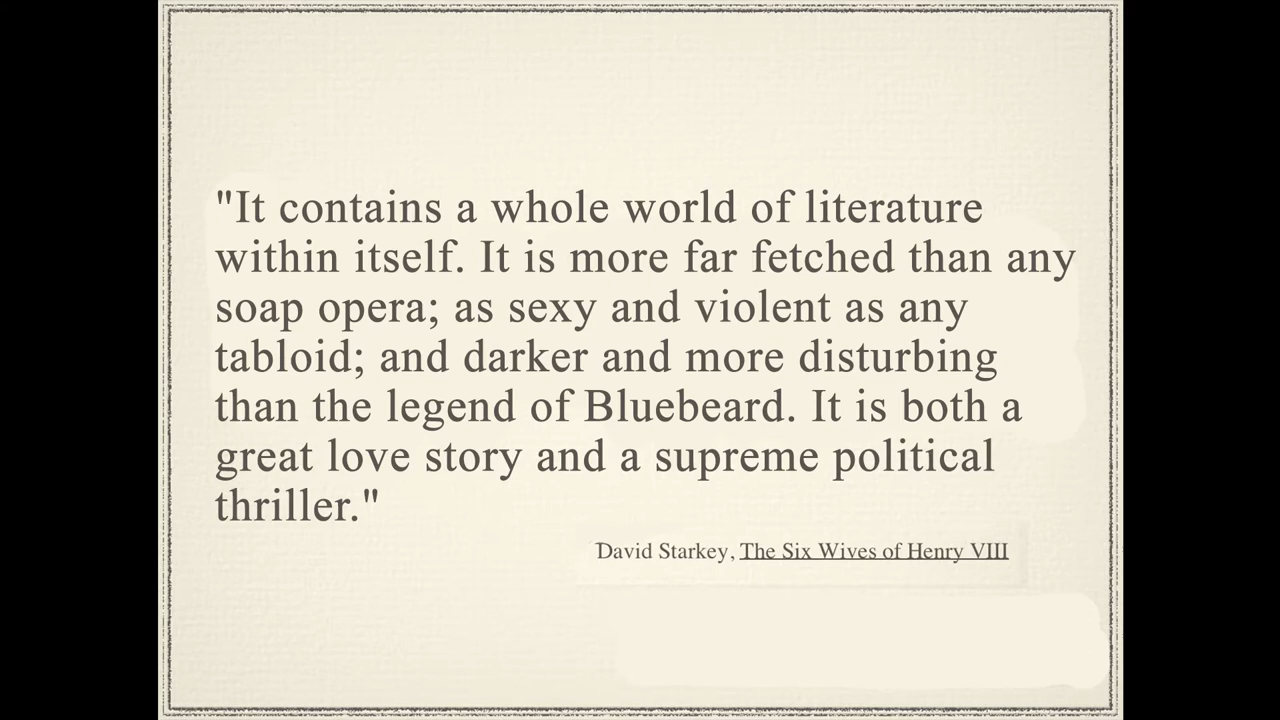 "It contains a whole world of literature
within itself. It is more far fetched than any
soap opera; as sexy and violent as any
tabloid; and darker and more disturbing
than the legend of Bluebeard. It is both a
great love story and a supreme political
thriller."
David Starkey, The Six Wives of Henry VIII